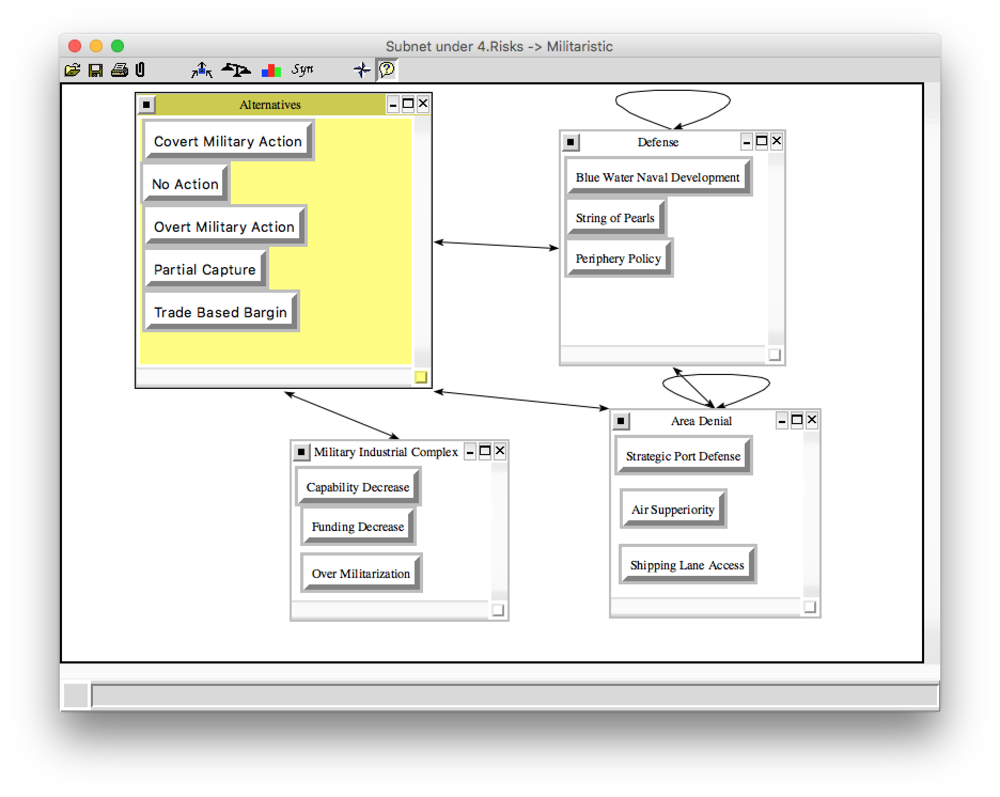 Subnet under 4.Risks -> Militaristic
Syn
Alternatives
Covert Military Action
No Action
Overt Military Action
Partial Capture
Trade Based Bargin
Defense
Blue Water Naval Development
String of Pearls
Periphery Policy
Military Industrial Complex
Capability Decrease
Funding Decrease
Over Militarization
Area Denial
Strategic Port Defense
Air Supperiority
Shipping Lane Access